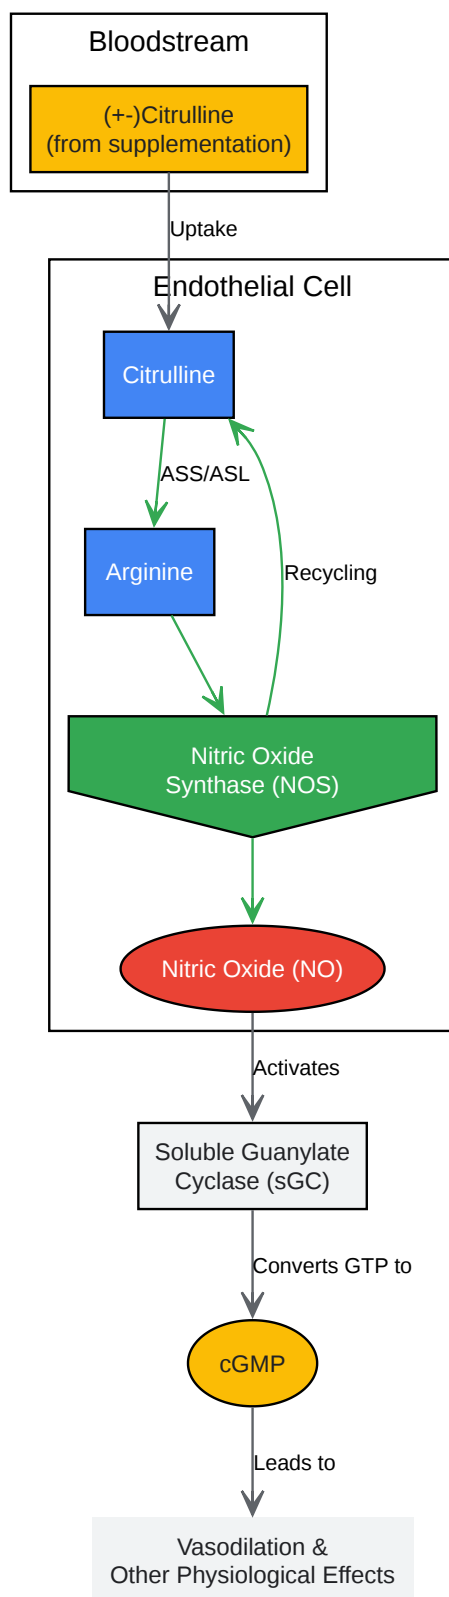 Bloodstream
(+-)Citrulline
(from supplementation)
Uptake
Endothelial Cell
Citrulline
ASS/ASL
Arginine
Recycling
Nitric Oxide
Synthase (NOS)
Nitric Oxide (NO)
Activates
Soluble Guanylate
Cyclase (sGC)
Converts GTP to
cGMP
Leads to
Vasodilation &
Other Physiological Effects